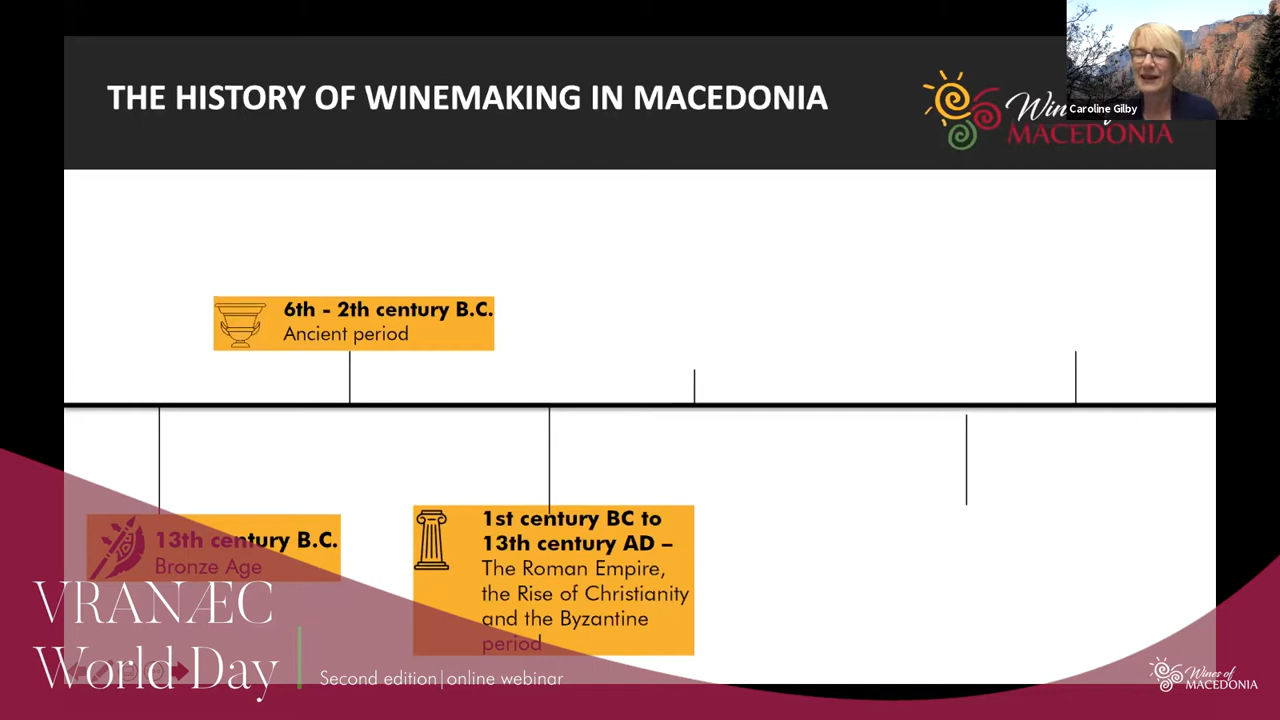 THE HISTORY OF WINEMAKING IN MACEDONIA
Win
MACEDONIA
Caroline Gilby
6th - 2th century B.C.
Ancient period
13th century B.C.
Bronze Age
1st century BC to
13th century AD –
The Roman Empire,
the Rise of Christianity
and the Byzantine
period
VRANÆC
World Day
Second edition|online webinar
Wines of
MACEDONIA